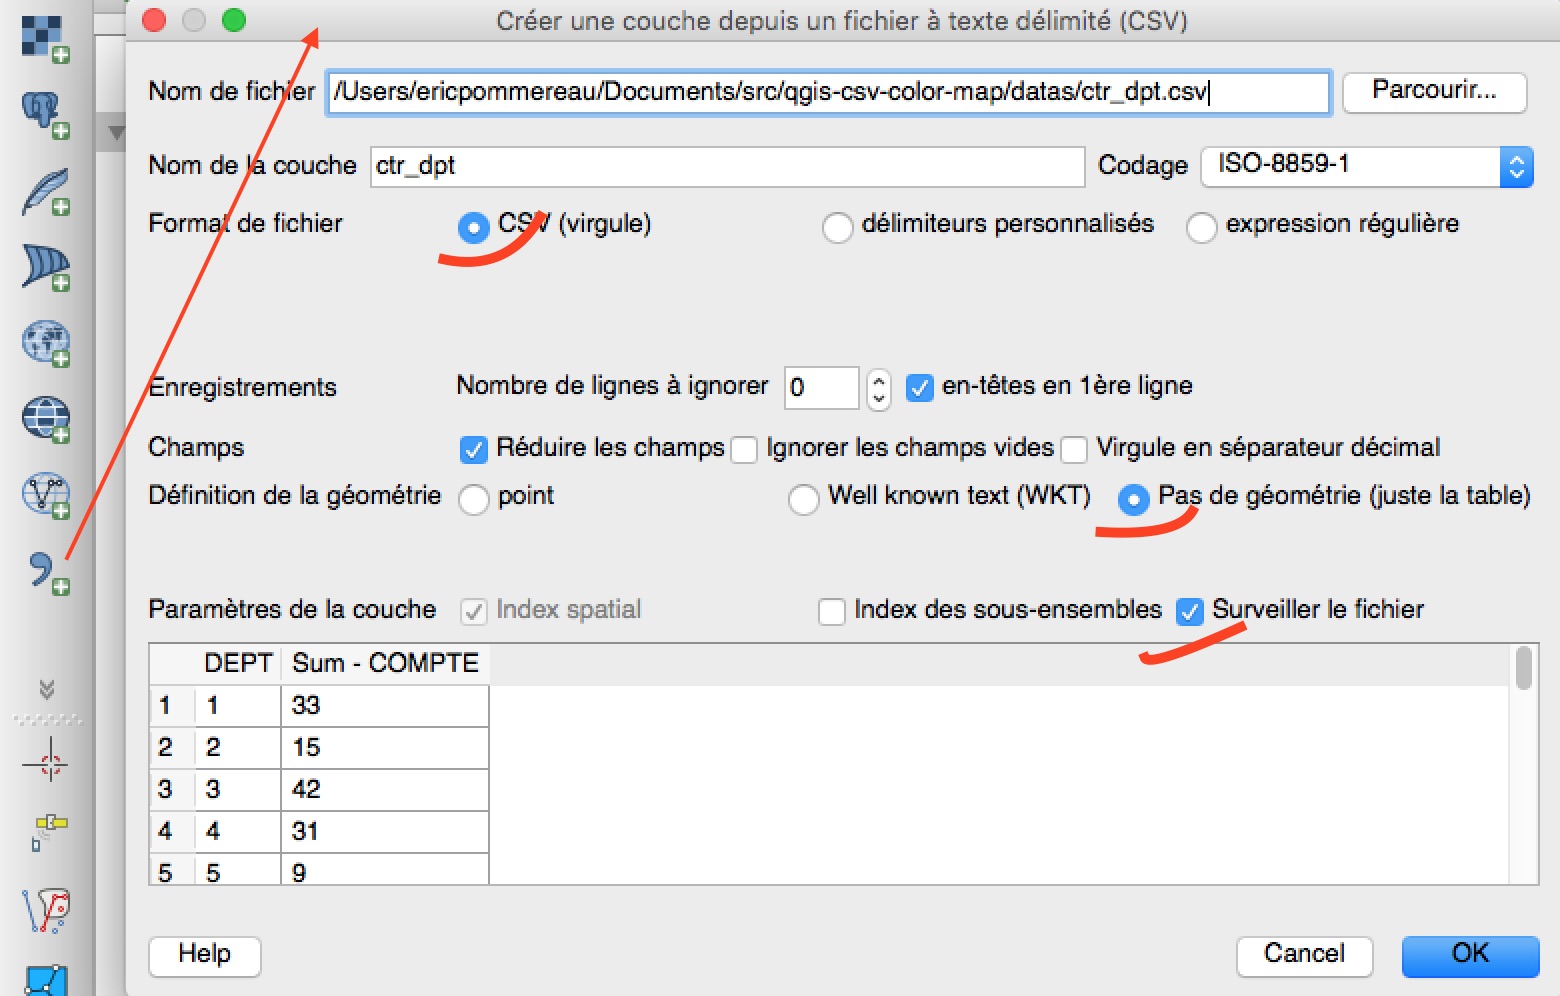 Créer une couche depuis un fichier à texte délimité (CSV)
Nom de fichier /Users/ericpommereau/Documents/src/qgis-csv-color-map/datas/ctr_dpt.csv Parcourir...
Nom de la couche ctr_dpt Codage ISO-8859-1
Format de fichier CSV (virgule) délimiteurs personnalisés expression régulière
Enregistrements Nombre de lignes à ignorer 0 en-têtes en 1ère ligne
Champs Réduire les champs Ignorer les champs vides Virgule en séparateur décimal
Définition de la géométrie point Well known text (WKT) Pas de géométrie (juste la table)
Paramètres de la couche Index spatial Index des sous-ensembles Surveiller le fichier
DEPT Sum - COMPTE
1 1 33
2 2 15
3 3 42
4 4 31
5 5 9
Help Cancel OK